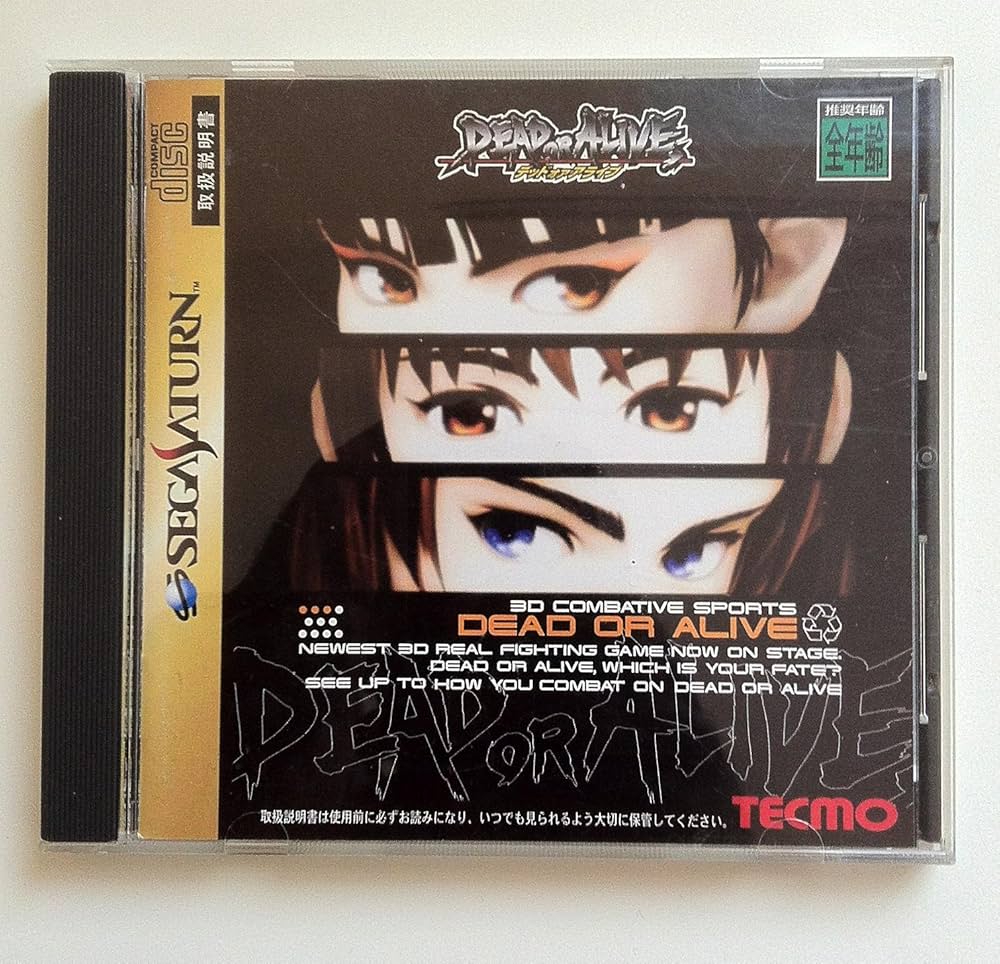 COMPACT
disc
取扱説明書
SEGA SATURN™
DEAD OR ALIVE
デッドオアアライブ
推奨年齢
全年齢
3D COMBATIVE SPORTS
DEAD OR ALIVE
NEWEST 3D REAL FIGHTING GAME NOW ON STAGE.
DEAD OR ALIVE, WHICH IS YOUR FATE?
SEE UP TO HOW YOU COMBAT ON DEAD OR ALIVE
DEAD OR ALIVE
取扱説明書は使用前に必ずお読みになり、いつでも見られるよう大切に保管してください。
TECMO